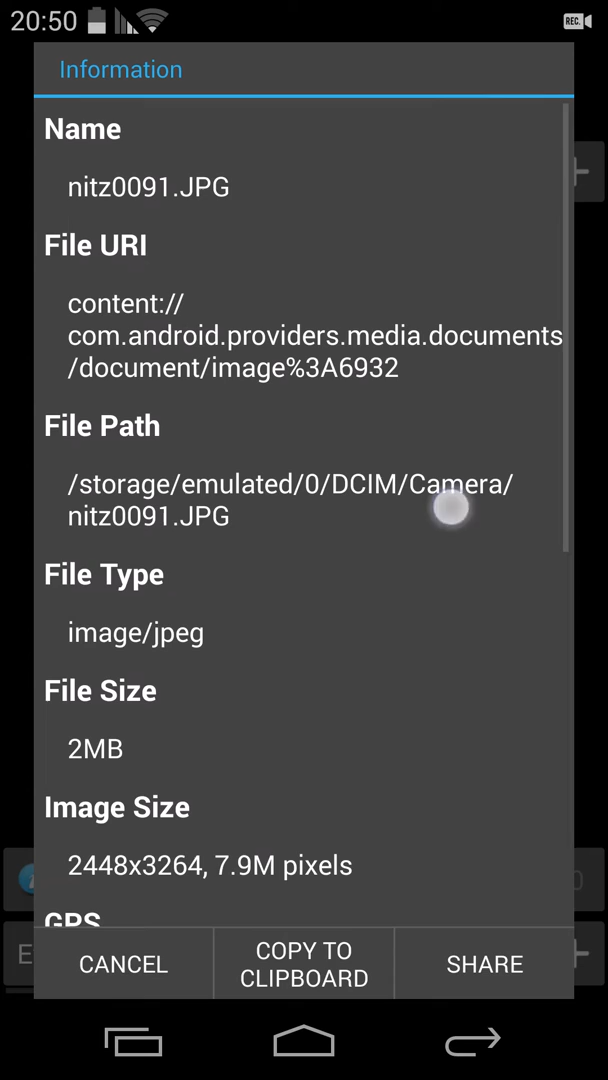 20:50
REC.
Information
Name
nitz0091.JPG
File URI
content://
com.android.providers.media.documents
/document/image%3A6932
File Path
/storage/emulated/0/DCIM/Camera/
nitz0091.JPG
File Type
image/jpeg
File Size
2MB
Image Size
2448x3264, 7.9M pixels
GPS
E
CANCEL
COPY TO
CLIPBOARD
SHARE